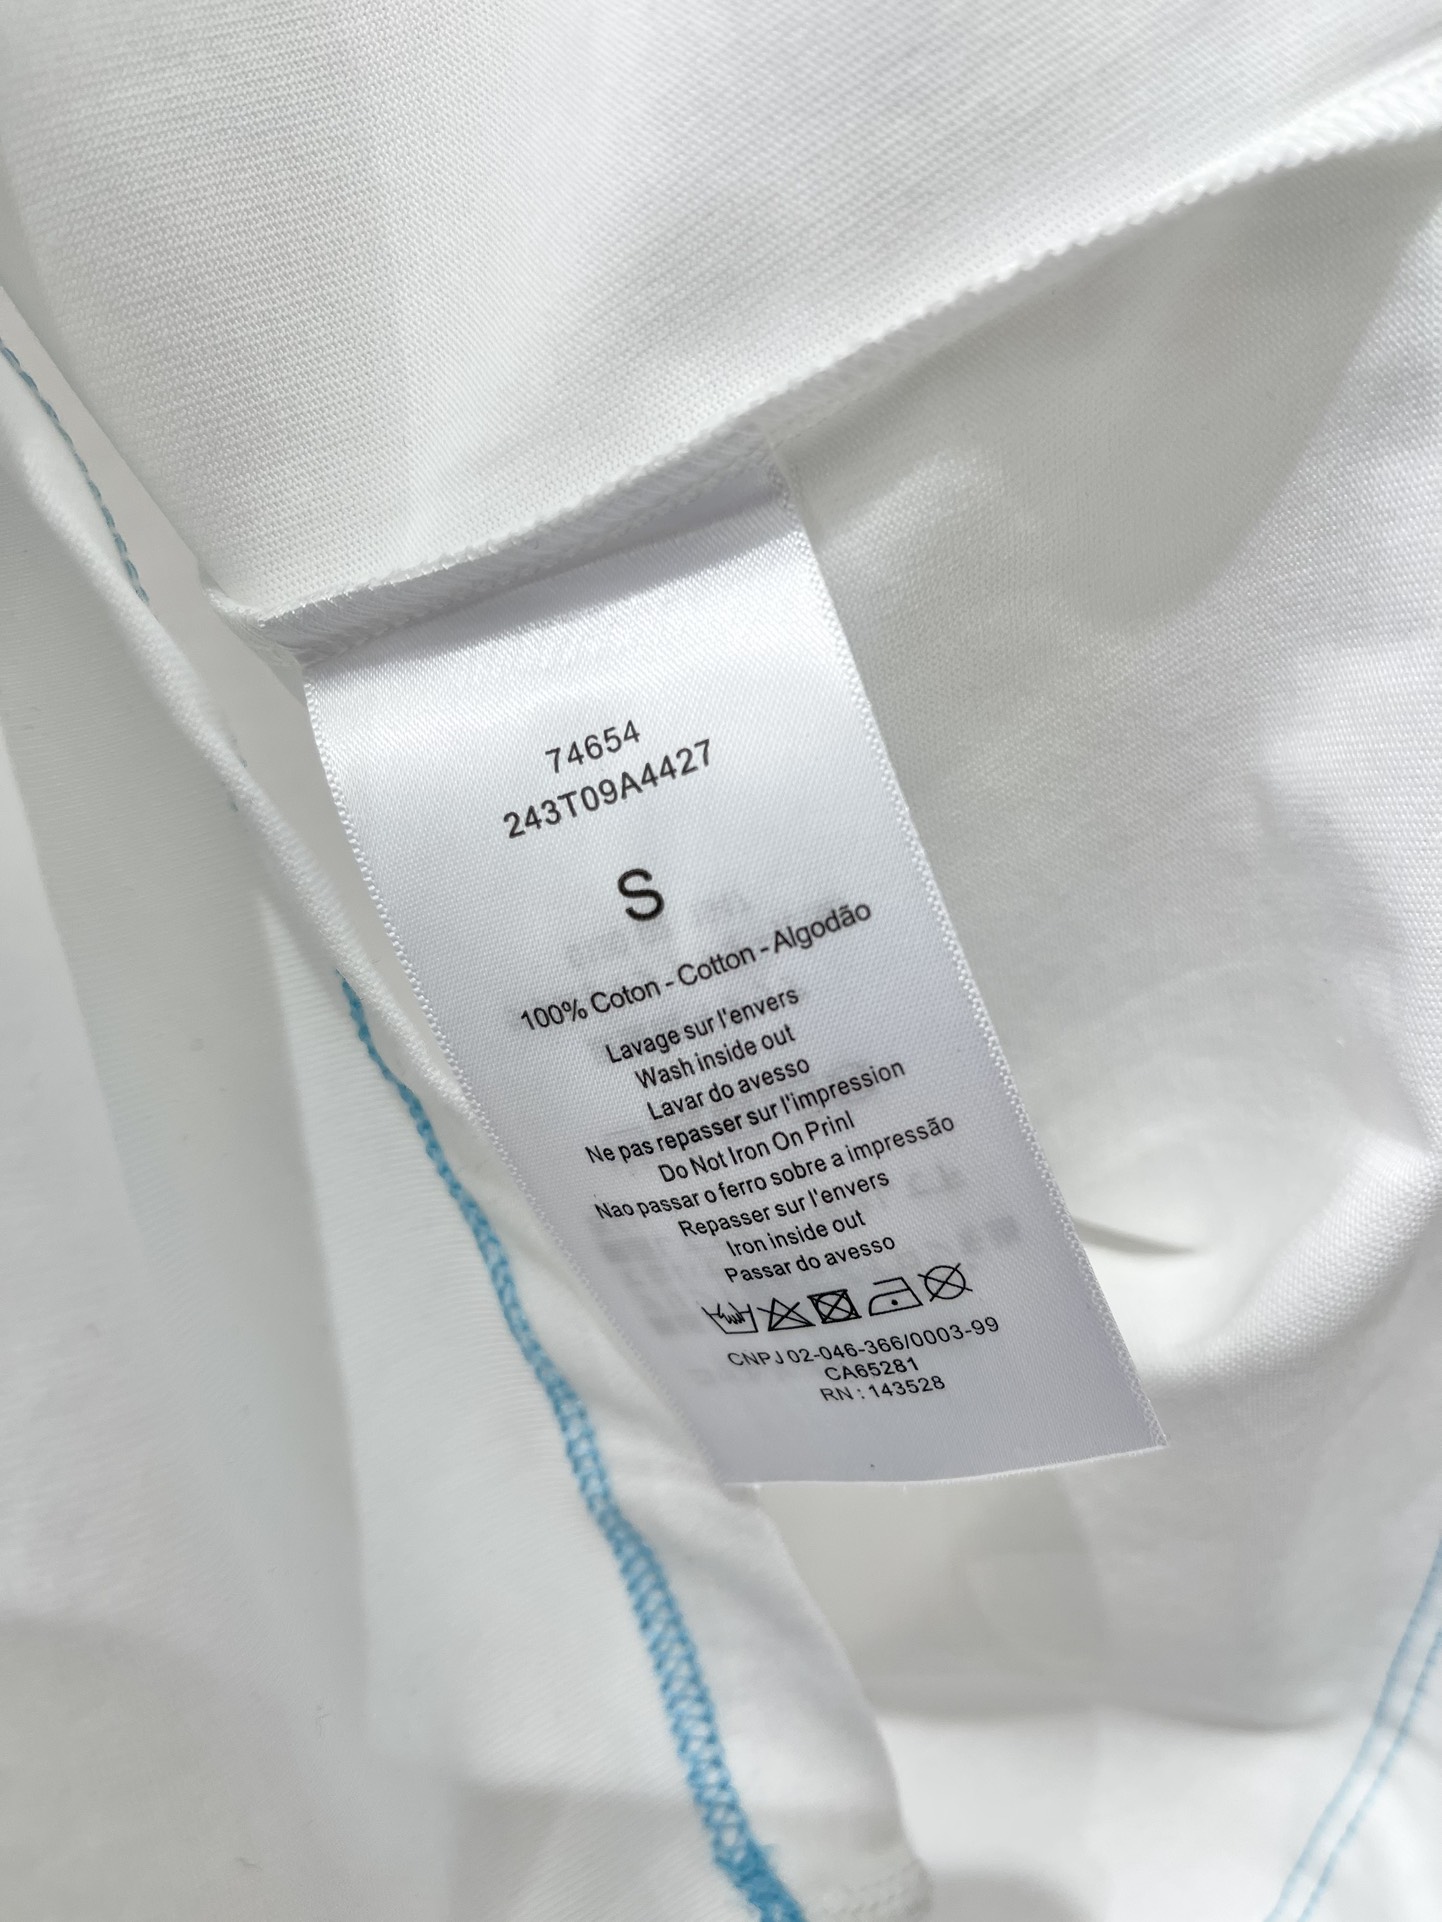 74654
243T09A4427
S
100% Coton - Cotton - Algodão
Lavage sur l'envers
Wash inside out
Lavar do avesso
Ne pas repasser sur l'impression
Do Not Iron On Prinl
Nao passar o ferro sobre a impressão
Repasser sur l'envers
Iron inside out
Passar do avesso
CNPJ 02-046-366/0003-99
CA65281
RN : 143528